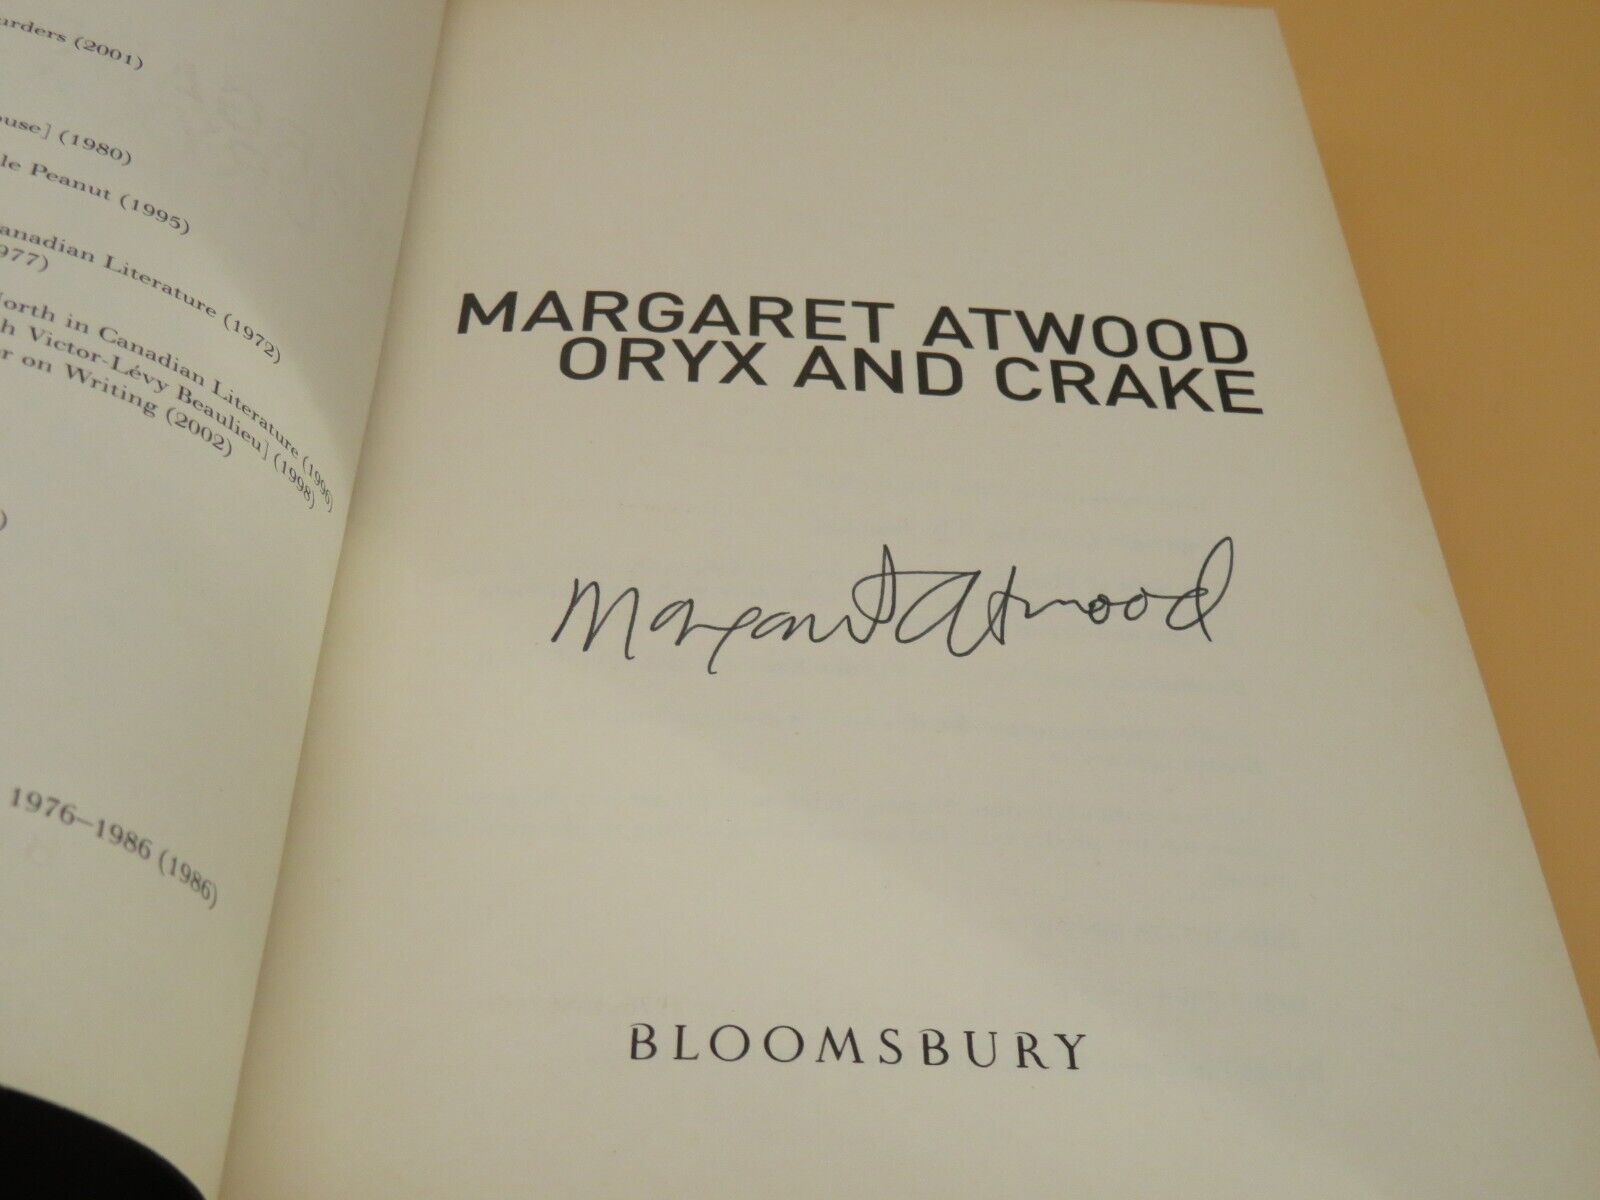 urders (2001)
ouse] (1980)
le Peanut (1995)
anadian Literature (1972)
977)
North in Canadian Literature (1996)
h Victor-Lévy Beaulieu] (1998)
r on Writing (2002)
)
1976–1986 (1986)
MARGARET ATWOOD
ORYX AND CRAKE
Margaret Atwood
BLOOMSBURY